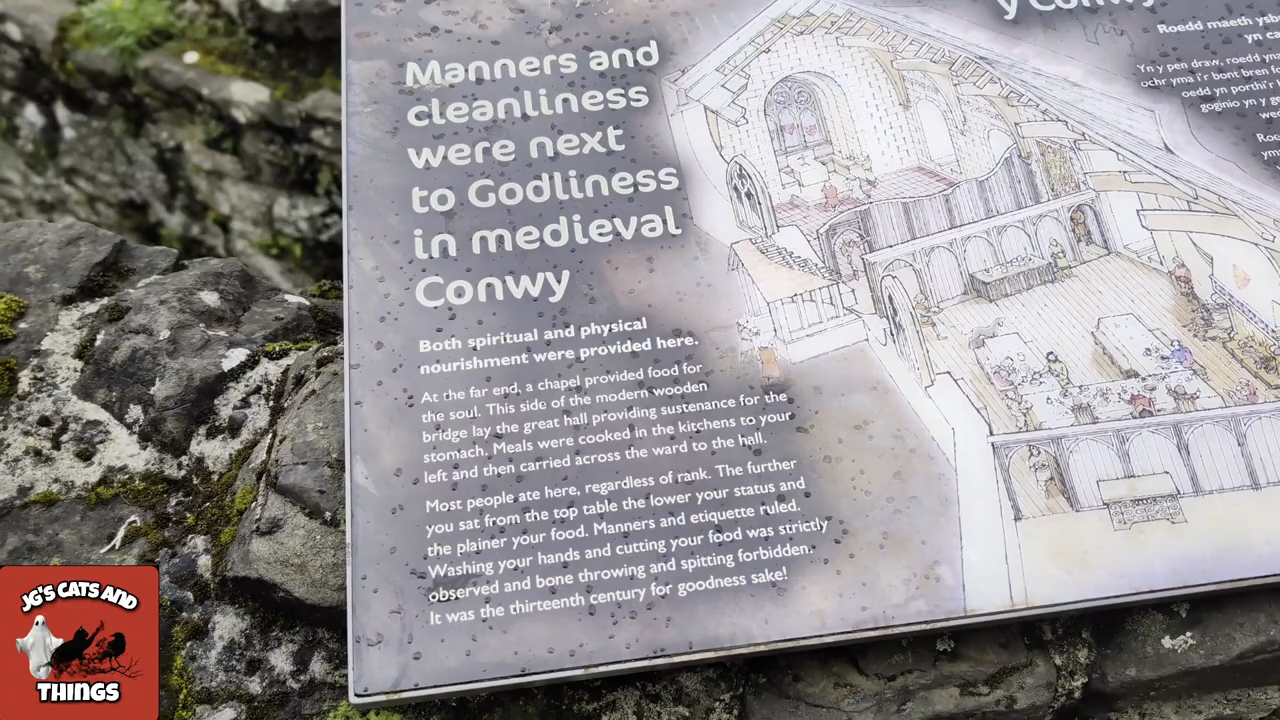 Manners and
cleanliness
were next
to Godliness
in medieval
Conwy
Both spiritual and physical
nourishment were provided here.
At the far end, a chapel provided food for
the soul. This side of the modern wooden
bridge lay the great hall providing sustenance for the
stomach. Meals were cooked in the kitchens to your
left and then carried across the ward to the hall.
Most people ate here, regardless of rank. The further
you sat from the top table the lower your status and
the plainer your food. Manners and etiquette ruled.
Washing your hands and cutting your food was strictly
observed and bone throwing and spitting forbidden.
It was the thirteenth century for goodness sake!
y Conwy
Roedd maeth
yn
Yn y pen draw, roedd
ochr yma i'r bont bren
oedd yn porthi'r
goginio yn y
JG'S CATS AND
THINGS